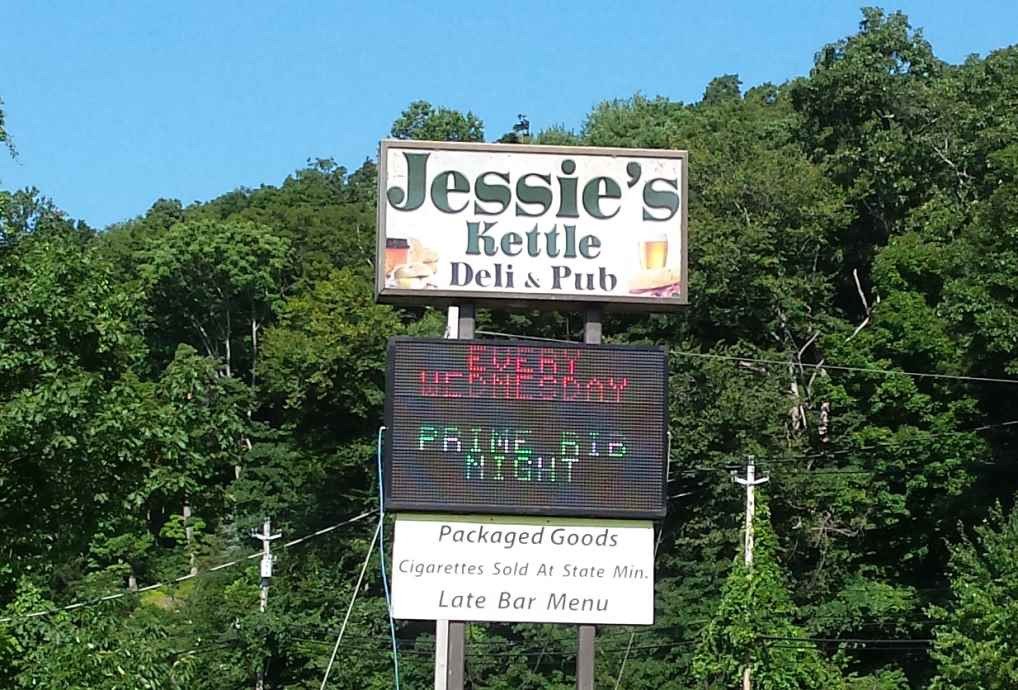 Jessie's
Kettle
Deli & Pub
EVERY
WEDNESDAY
PRIME RIb
NIGHT
Packaged Goods
Cigarettes Sold At State Min.
Late Bar Menu